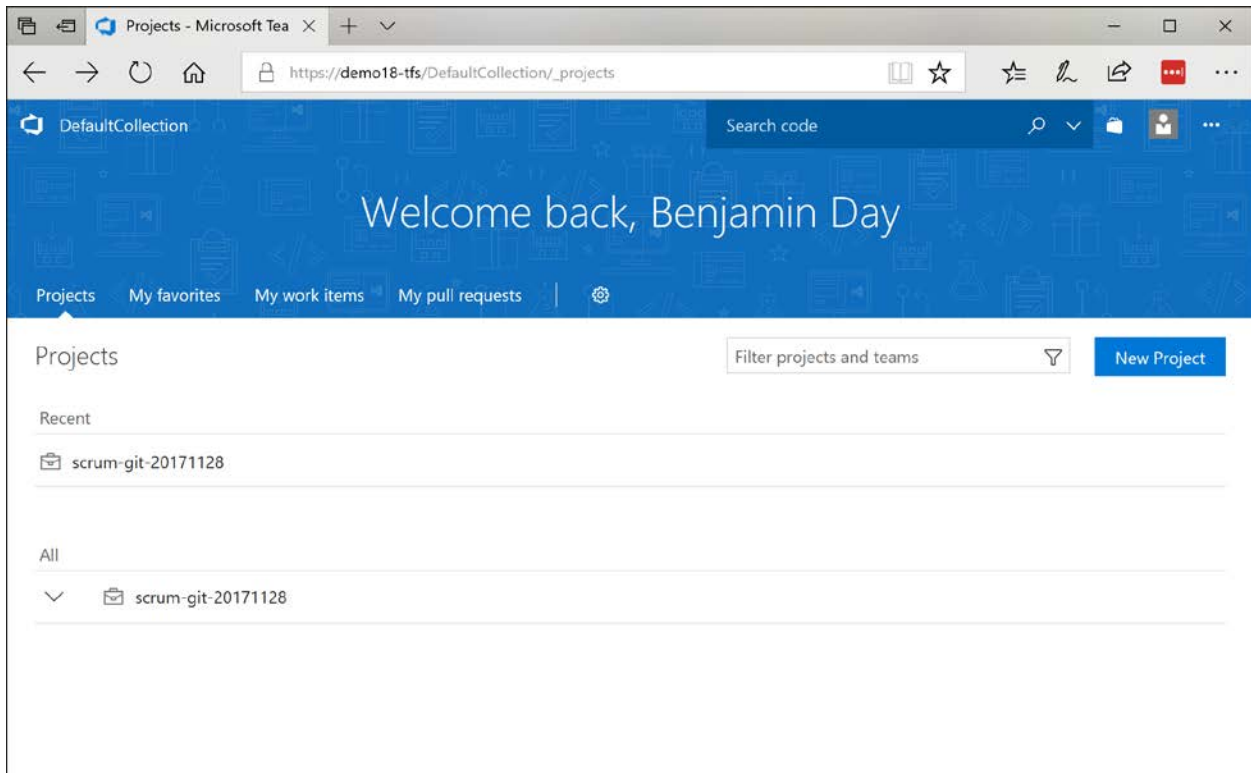 Projects - Microsoft Tea
https://demo18-tfs/DefaultCollection/_projects
DefaultCollection
Search code
Welcome back, Benjamin Day
Projects My favorites My work items My pull requests
Projects
Filter projects and teams
New Project
Recent
scrum-git-20171128
All
scrum-git-20171128